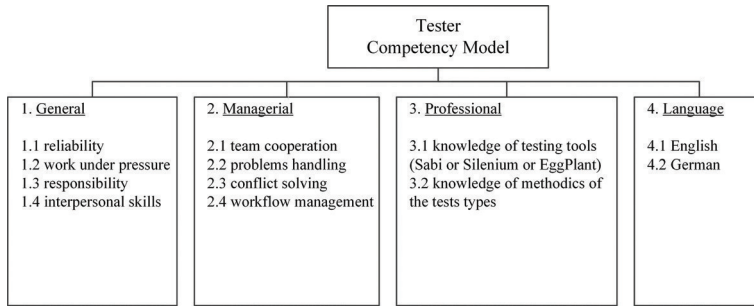 Tester
Competency Model
1. General
1.1 reliability
1.2 work under pressure
1.3 responsibility
1.4 interpersonal skills
2. Managerial
2.1 team cooperation
2.2 problems handling
2.3 conflict solving
2.4 workflow management
3. Professional
3.1 knowledge of testing tools
(Sabi or Silenium or EggPlant)
3.2 knowledge of methodics of
the tests types
4. Language
4.1 English
4.2 German